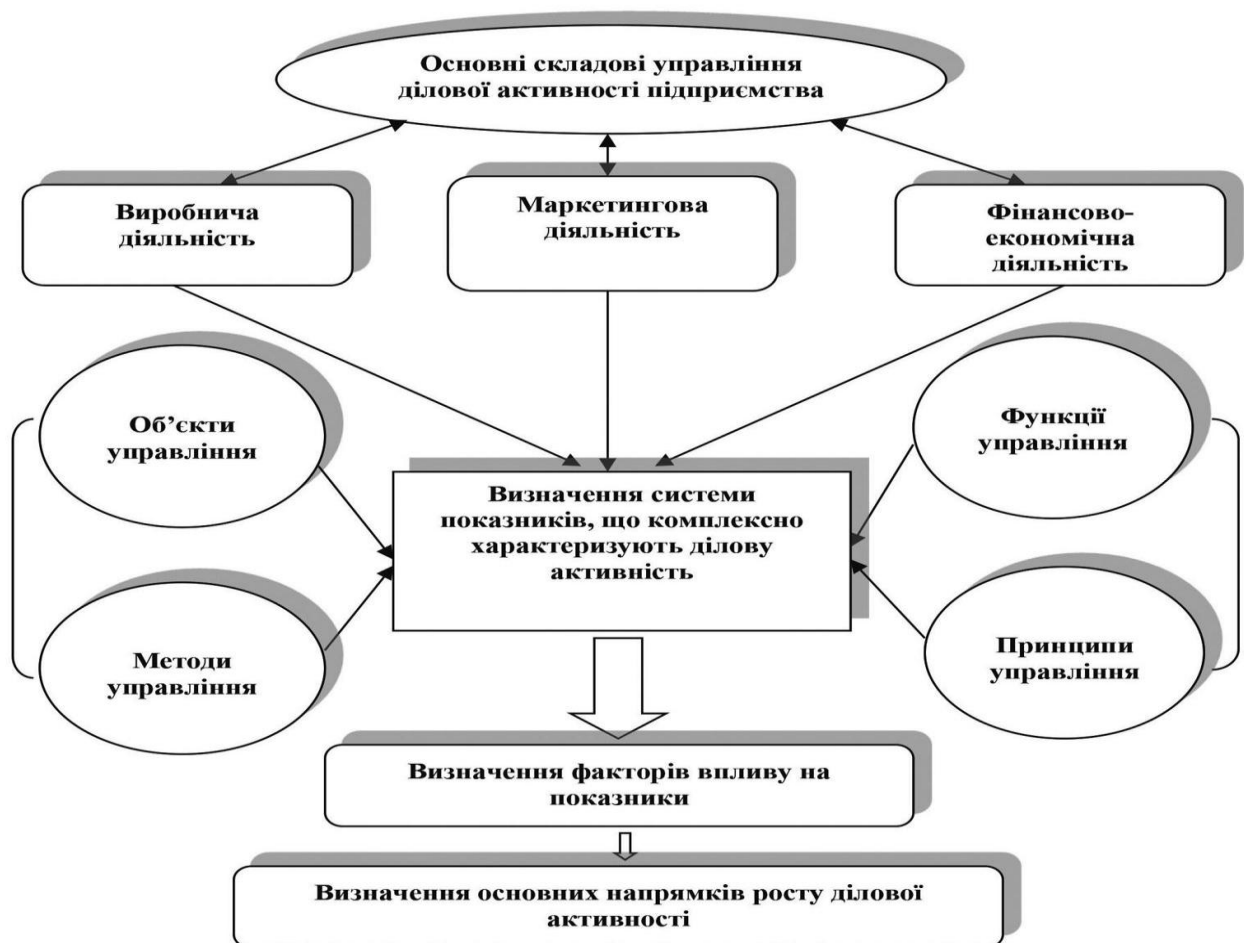 Основні складові управління
ділової активності підприємства
Виробнича
діяльність
Маркетингова
діяльність
Фінансово-
економічна
діяльність
Об’єкти
управління
Функції
управління
Визначення системи
показників, що комплексно
характеризують ділову
активність
Методи
управління
Принципи
управління
Визначення факторів впливу на
показники
Визначення основних напрямків росту ділової
активності